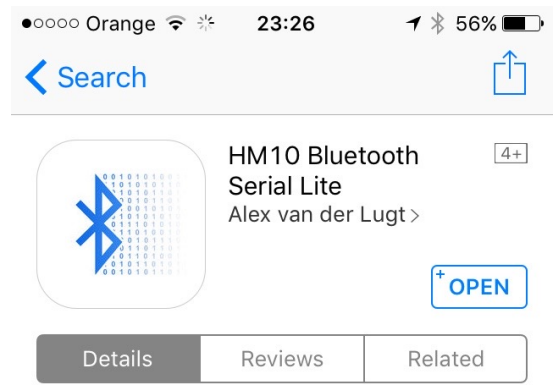 Orange 23:26 56%
Search
HM10 Bluetooth 4+
Serial Lite
Alex van der Lugt >
+ OPEN
Details Reviews Related